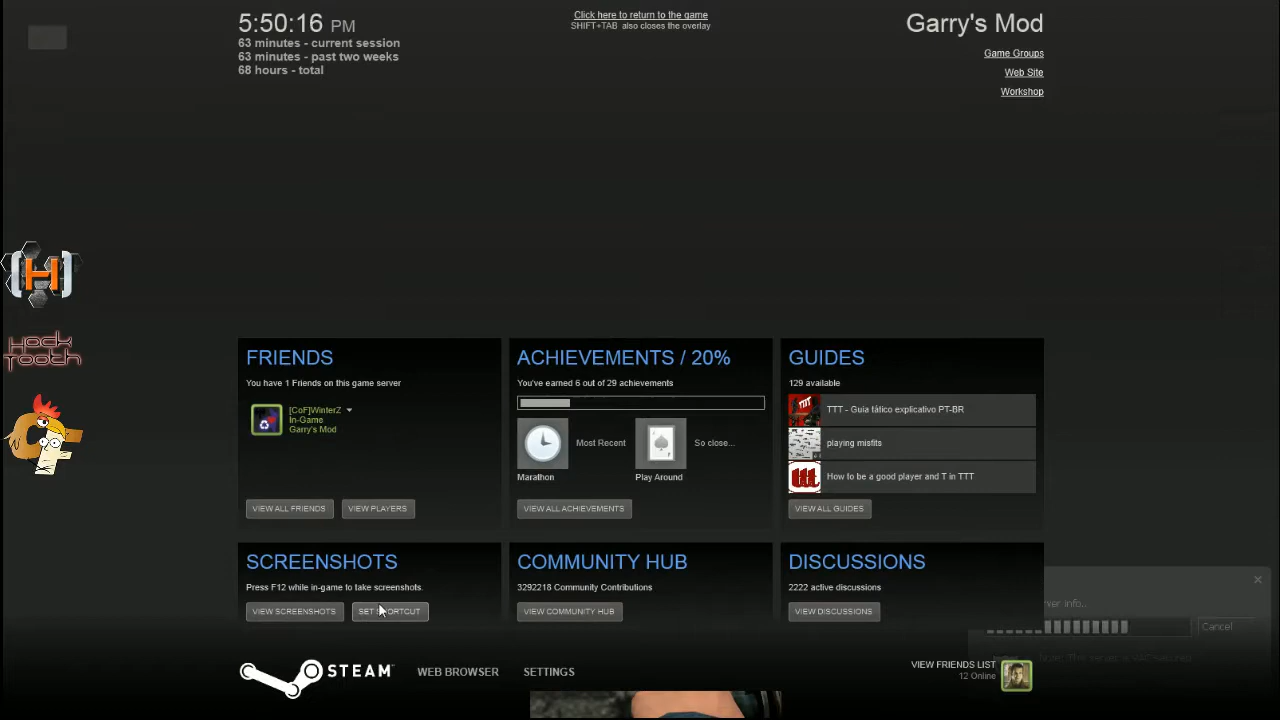 5:50:16 PM
63 minutes - current session
63 minutes - past two weeks
68 hours - total
Click here to return to the game
SHIFT+TAB also closes the overlay
Garry's Mod
Game Groups
Web Site
Workshop
[H]
Hock
Tooth
FRIENDS
You have 1 Friends on this game server
[CoF]WinterZ
In-Game
Garry's Mod
VIEW ALL FRIENDS
VIEW PLAYERS
ACHIEVEMENTS / 20%
You've earned 6 out of 29 achievements
Most Recent
So close...
Marathon
Play Around
VIEW ALL ACHIEVEMENTS
GUIDES
129 available
TTT - Guia tático explicativo PT-BR
playing misfits
How to be a good player and T in TTT
VIEW ALL GUIDES
SCREENSHOTS
Press F12 while in-game to take screenshots.
VIEW SCREENSHOTS
SET SHORTCUT
COMMUNITY HUB
3292218 Community Contributions
VIEW COMMUNITY HUB
DISCUSSIONS
2222 active discussions
VIEW DISCUSSIONS
rver info..
Cancel
STEAM
WEB BROWSER
SETTINGS
VIEW FRIENDS LIST
12 Online